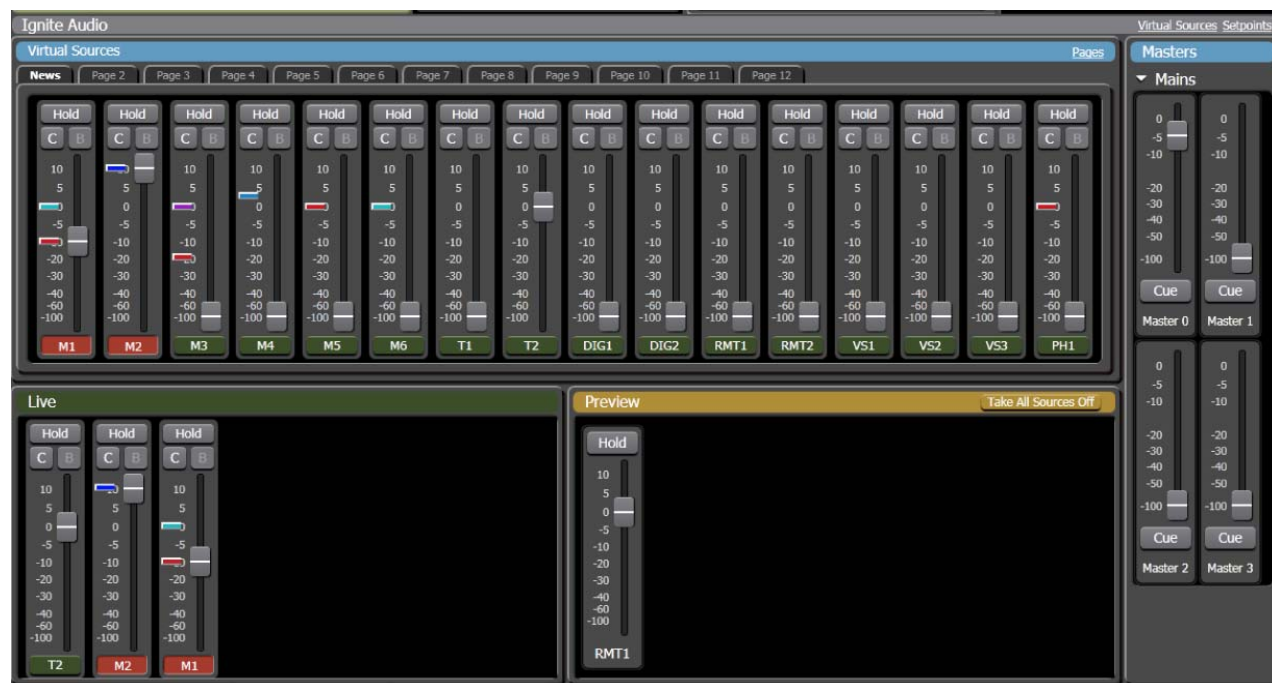 Ignite Audio Virtual Sources Setpoints
Virtual Sources Pages
News Page 2 Page 3 Page 4 Page 5 Page 6 Page 7 Page 8 Page 9 Page 10 Page 11 Page 12
Hold Hold Hold Hold Hold Hold Hold Hold Hold Hold Hold Hold Hold Hold Hold Hold
C B C B C B C B C B C B C B C B C B C B C B C B C B C B C B C B
10 10 10 10 10 10 10 10 10 10 10 10 10 10 10
5 5 5 5 5 5 5 5 5 5 5 5 5 5 5 5
0 0 0 0 0 0 0 0 0 0 0
-5 -5 -5 -5 -5 -5 -5 -5 -5 -5 -5 -5 -5 -5 -5 -5
-10 -10 -10 -10 -10 -10 -10 -10 -10 -10 -10 -10 -10 -10 -10
-20 -20 -20 -20 -20 -20 -20 -20 -20 -20 -20 -20 -20 -20 -20
-30 -30 -30 -30 -30 -30 -30 -30 -30 -30 -30 -30 -30 -30 -30 -30
-40 -40 -40 -40 -40 -40 -40 -40 -40 -40 -40 -40 -40 -40 -40 -40
-60 -60 -60 -60 -60 -60 -60 -60 -60 -60 -60 -60 -60 -60 -60 -60
-100 -100 -100 -100 -100 -100 -100 -100 -100 -100 -100 -100 -100 -100 -100 -100
M1 M2 M3 M4 M5 M6 T1 T2 DIG1 DIG2 RMT1 RMT2 VS1 VS2 VS3 PH1
Live
Hold Hold Hold
C B C B C B
10 10
5 5 5
0 0
-5 -5 -5
-10 -10
-20 -20 -20
-30 -30 -30
-40 -40 -40
-60 -60 -60
-100 -100 -100
T2 M2 M1
Preview Take All Sources Off
Hold
10
5
0
-5
-10
-20
-30
-40
-60
-100
RMT1
Masters
Mains
0 0
-5 -5
-10 -10
-20 -20
-30 -30
-40 -40
-50 -50
-100 -100
Cue Cue
Master 0 Master 1
0 0
-5 -5
-10 -10
-20 -20
-30 -30
-40 -40
-50 -50
-100 -100
Cue Cue
Master 2 Master 3